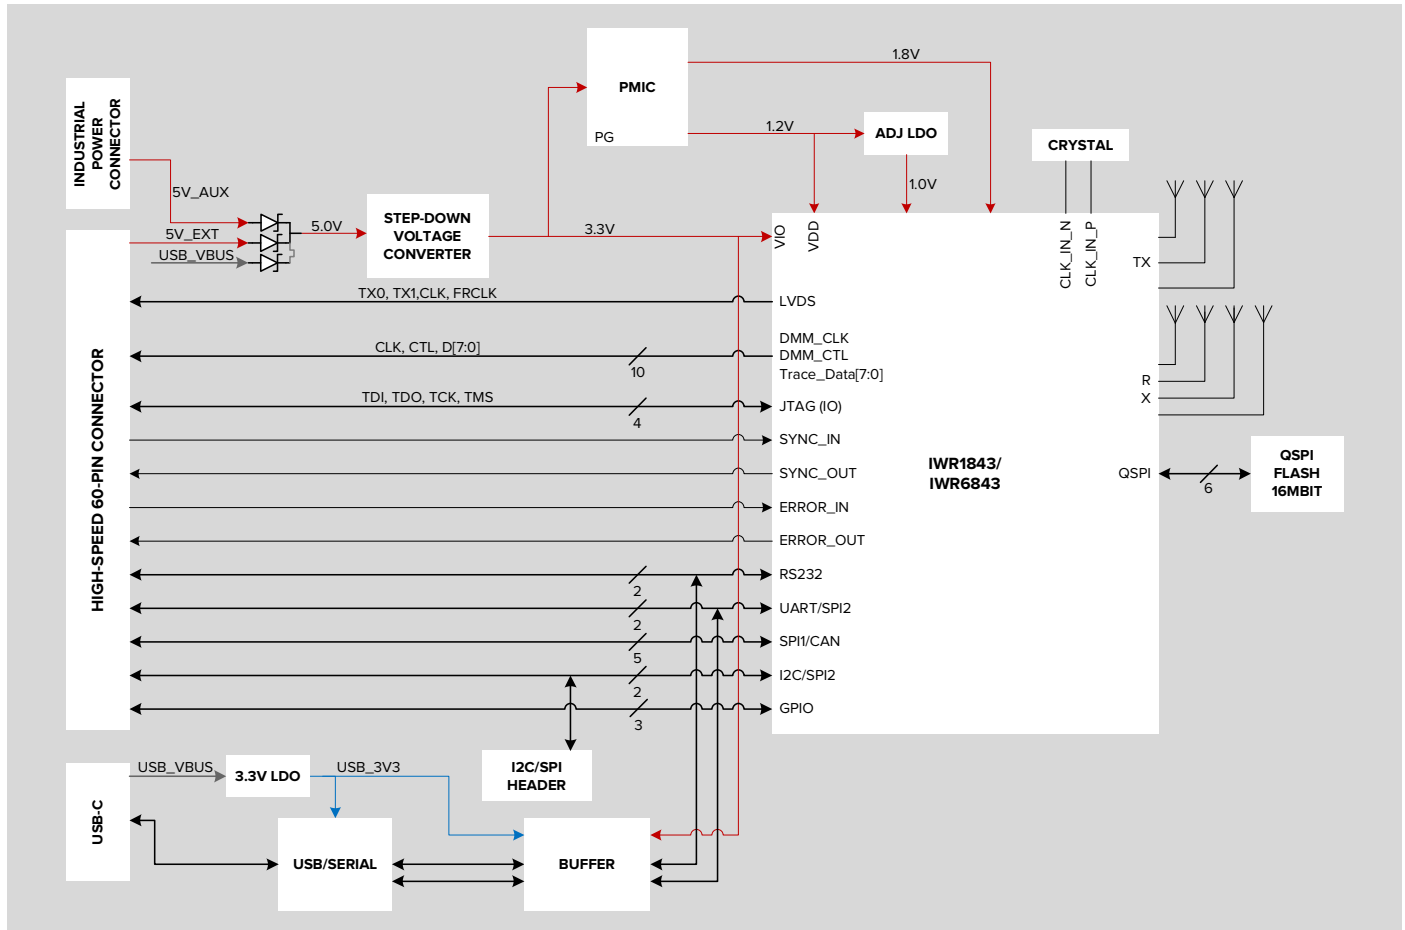 PMIC
PG
1.8V
1.2V
ADJ LDO
1.0V
CRYSTAL
INDUSTRIAL
POWER
CONNECTOR
5V_AUX
5V_EXT
USB_VBUS
5.0V
STEP-DOWN
VOLTAGE
CONVERTER
3.3V
VIO
VDD
CLK_IN_N
CLK_IN_P
TX
HIGH-SPEED 60-PIN CONNECTOR
TX0, TX1,CLK, FRCLK
LVDS
CLK, CTL, D[7:0]
10
DMM_CLK
DMM_CTL
Trace_Data[7:0]
R
X
TDI, TDO, TCK, TMS
4
JTAG (IO)
SYNC_IN
SYNC_OUT
ERROR_IN
ERROR_OUT
IWR1843/
IWR6843
QSPI
6
QSPI
FLASH
16MBIT
2
RS232
2
UART/SPI2
5
SPI1/CAN
2
I2C/SPI2
3
GPIO
I2C/SPI
HEADER
USB-C
USB_VBUS
3.3V LDO
USB_3V3
USB/SERIAL
BUFFER